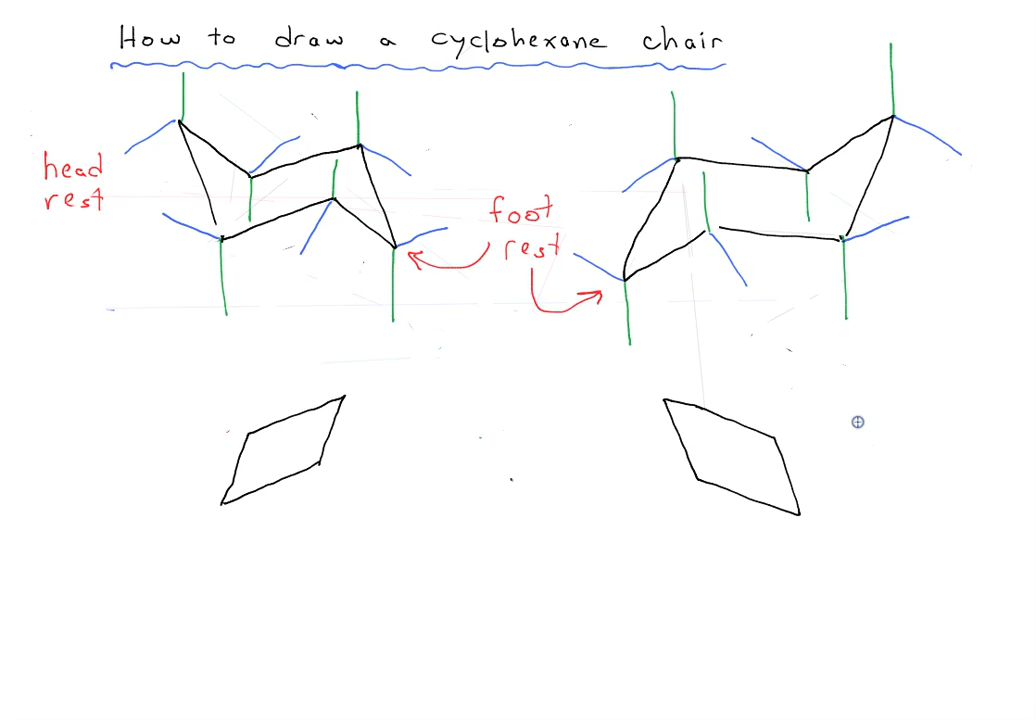 How to draw a cyclohexane chair
head
rest
foot
rest